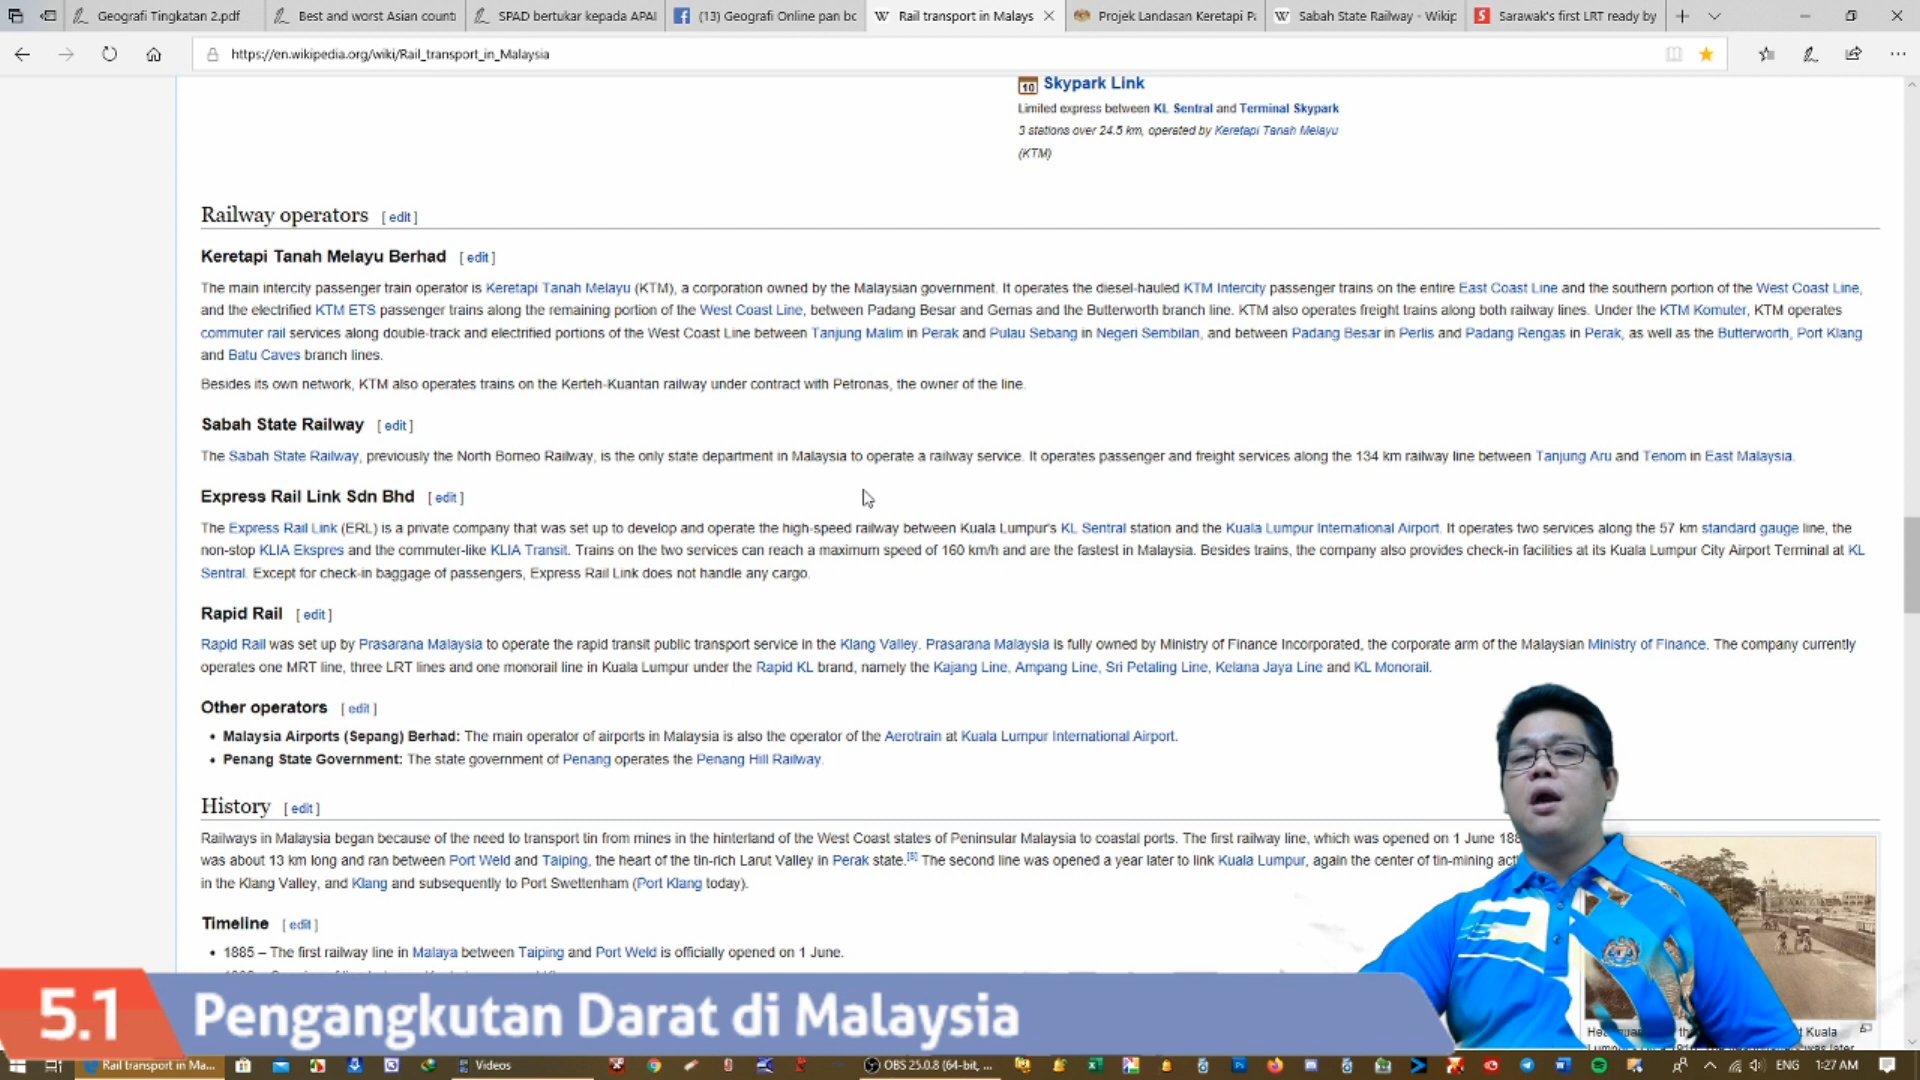 Geografi Tingkatan 2.pdf
Best and worst Asian count
SPAD bertukar kepada APA
(13) Geografi Online pan bo
Rail transport in Malays
Projek Landasan Keretapi P
Sabah State Railway - Wikip
Sarawak's first LRT ready by
https://en.wikipedia.org/wiki/Rail_transport_in_Malaysia
10 Skypark Link
Limited express between KL Sentral and Terminal Skypark
3 stations over 24.5 km, operated by Keretapi Tanah Melayu
(KTM)
Railway operators [ edit ]
Keretapi Tanah Melayu Berhad [ edit ]
The main intercity passenger train operator is Keretapi Tanah Melayu (KTM), a corporation owned by the Malaysian government. It operates the diesel-hauled KTM Intercity passenger trains on the entire East Coast Line and the southern portion of the West Coast Line,
and the electrified KTM ETS passenger trains along the remaining portion of the West Coast Line, between Padang Besar and Gemas and the Butterworth branch line. KTM also operates freight trains along both railway lines. Under the KTM Komuter, KTM operates
commuter rail services along double-track and electrified portions of the West Coast Line between Tanjung Malim in Perak and Pulau Sebang in Negeri Sembilan, and between Padang Besar in Perlis and Padang Rengas in Perak, as well as the Butterworth, Port Klang
and Batu Caves branch lines.
Besides its own network, KTM also operates trains on the Kerteh-Kuantan railway under contract with Petronas, the owner of the line.
Sabah State Railway [ edit ]
The Sabah State Railway, previously the North Borneo Railway, is the only state department in Malaysia to operate a railway service. It operates passenger and freight services along the 134 km railway line between Tanjung Aru and Tenom in East Malaysia.
Express Rail Link Sdn Bhd [ edit ]
The Express Rail Link (ERL) is a private company that was set up to develop and operate the high-speed railway between Kuala Lumpur's KL Sentral station and the Kuala Lumpur International Airport. It operates two services along the 57 km standard gauge line, the
non-stop KLIA Ekspres and the commuter-like KLIA Transit. Trains on the two services can reach a maximum speed of 160 km/h and are the fastest in Malaysia. Besides trains, the company also provides check-in facilities at its Kuala Lumpur City Airport Terminal at KL
Sentral. Except for check-in baggage of passengers, Express Rail Link does not handle any cargo.
Rapid Rail [ edit ]
Rapid Rail was set up by Prasarana Malaysia to operate the rapid transit public transport service in the Klang Valley. Prasarana Malaysia is fully owned by Ministry of Finance Incorporated, the corporate arm of the Malaysian Ministry of Finance. The company currently
operates one MRT line, three LRT lines and one monorail line in Kuala Lumpur under the Rapid KL brand, namely the Kajang Line, Ampang Line, Sri Petaling Line, Kelana Jaya Line and KL Monorail.
Other operators [ edit ]
• Malaysia Airports (Sepang) Berhad: The main operator of airports in Malaysia is also the operator of the Aerotrain at Kuala Lumpur International Airport.
• Penang State Government: The state government of Penang operates the Penang Hill Railway.
History [ edit ]
Railways in Malaysia began because of the need to transport tin from mines in the hinterland of the West Coast states of Peninsular Malaysia to coastal ports. The first railway line, which was opened on 1 June 188
was about 13 km long and ran between Port Weld and Taiping, the heart of the tin-rich Larut Valley in Perak state.[5] The second line was opened a year later to link Kuala Lumpur, again the center of tin-mining act
in the Klang Valley, and Klang and subsequently to Port Swettenham (Port Klang today).
Timeline [ edit ]
• 1885 – The first railway line in Malaya between Taiping and Port Weld is officially opened on 1 June.
5.1 Pengangkutan Darat di Malaysia
Rail transport in Ma...
Videos
OBS 25.0.8 (64-bit, ...
ENG
1:27 AM